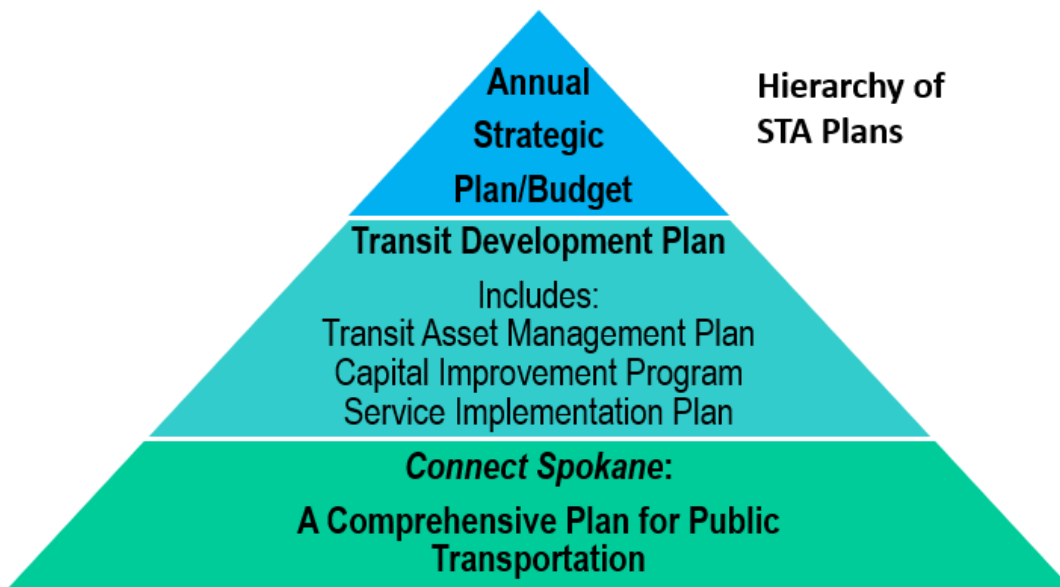 Annual
Strategic
Plan/Budget
Hierarchy of
STA Plans
Transit Development Plan
Includes:
Transit Asset Management Plan
Capital Improvement Program
Service Implementation Plan
Connect Spokane:
A Comprehensive Plan for Public
Transportation